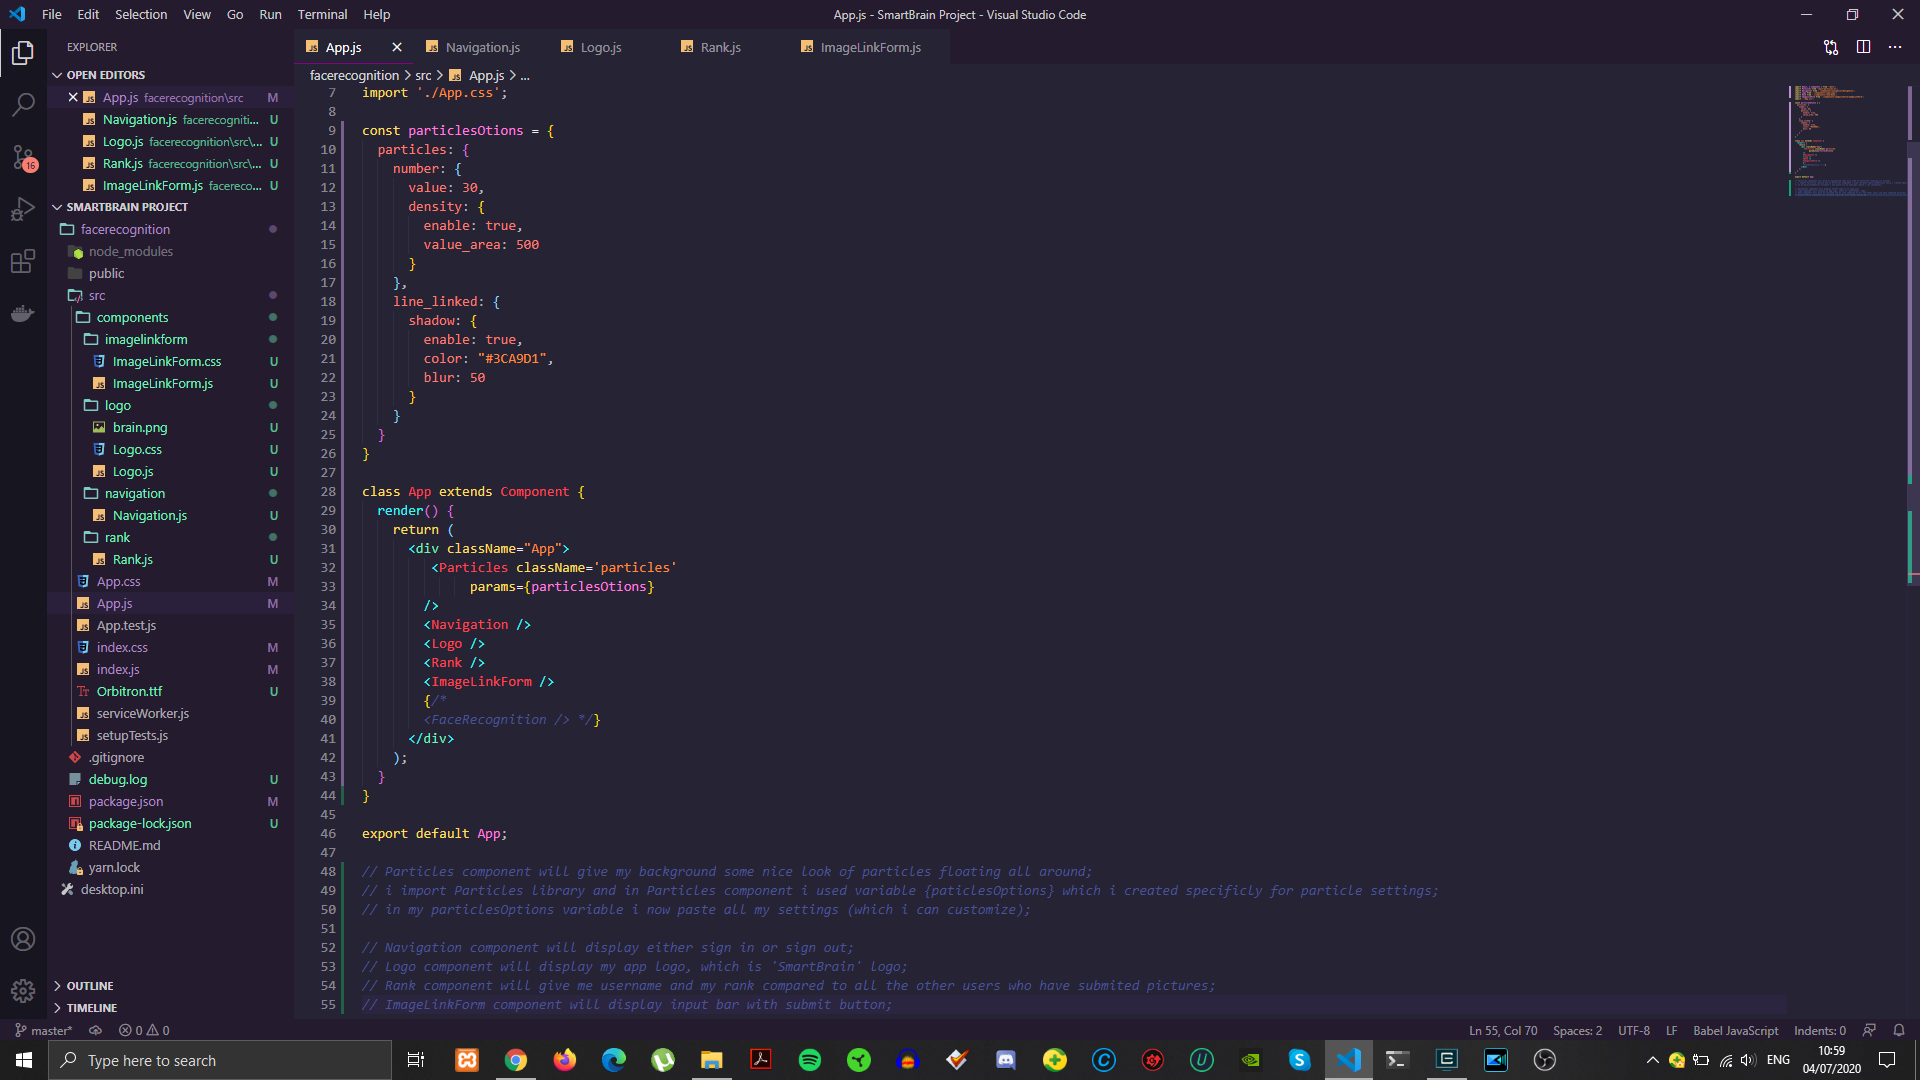 File Edit Selection View Go Run Terminal Help
App.js - SmartBrain Project - Visual Studio Code
EXPLORER
OPEN EDITORS
App.js facerecognition\src M
Navigation.js facerecogniti... U
Logo.js facerecognition\src\... U
Rank.js facerecognition\src\... U
ImageLinkForm.js facereco... U
SMARTBRAIN PROJECT
facerecognition
node_modules
public
src
components
imagelinkform
ImageLinkForm.css U
ImageLinkForm.js U
logo
brain.png U
Logo.css U
Logo.js U
navigation
Navigation.js U
rank
Rank.js U
App.css M
App.js M
App.test.js
index.css M
index.js M
Orbitron.ttf U
serviceWorker.js
setupTests.js
.gitignore
debug.log U
package.json M
package-lock.json U
README.md
yarn.lock
desktop.ini
OUTLINE
TIMELINE
16
App.js Navigation.js Logo.js Rank.js ImageLinkForm.js
facerecognition > src > App.js > ...
7 import './App.css';
8
9 const particlesOtions = {
10 particles: {
11 number: {
12 value: 30,
13 density: {
14 enable: true,
15 value_area: 500
16 }
17 },
18 line_linked: {
19 shadow: {
20 enable: true,
21 color: "#3CA9D1",
22 blur: 50
23 }
24 }
25 }
26 }
27
28 class App extends Component {
29 render() {
30 return (
31 <div className="App">
32 <Particles className='particles'
33 params={particlesOtions}
34 />
35 <Navigation />
36 <Logo />
37 <Rank />
38 <ImageLinkForm />
39 {/*
40 <FaceRecognition /> */}
41 </div>
42 );
43 }
44 }
45
46 export default App;
47
48 // Particles component will give my background some nice look of particles floating all around;
49 // i import Particles library and in Particles component i used variable {paticlesOptions} which i created specificly for particle settings;
50 // in my particlesOptions variable i now paste all my settings (which i can customize);
51
52 // Navigation component will display either sign in or sign out;
53 // Logo component will display my app logo, which is 'SmartBrain' logo;
54 // Rank component will give me username and my rank compared to all the other users who have submited pictures;
55 // ImageLinkForm component will display input bar with submit button;
master* 0 0
Ln 55, Col 70 Spaces: 2 UTF-8 LF Babel JavaScript Indents: 0
Type here to search
ENG
10:59
04/07/2020